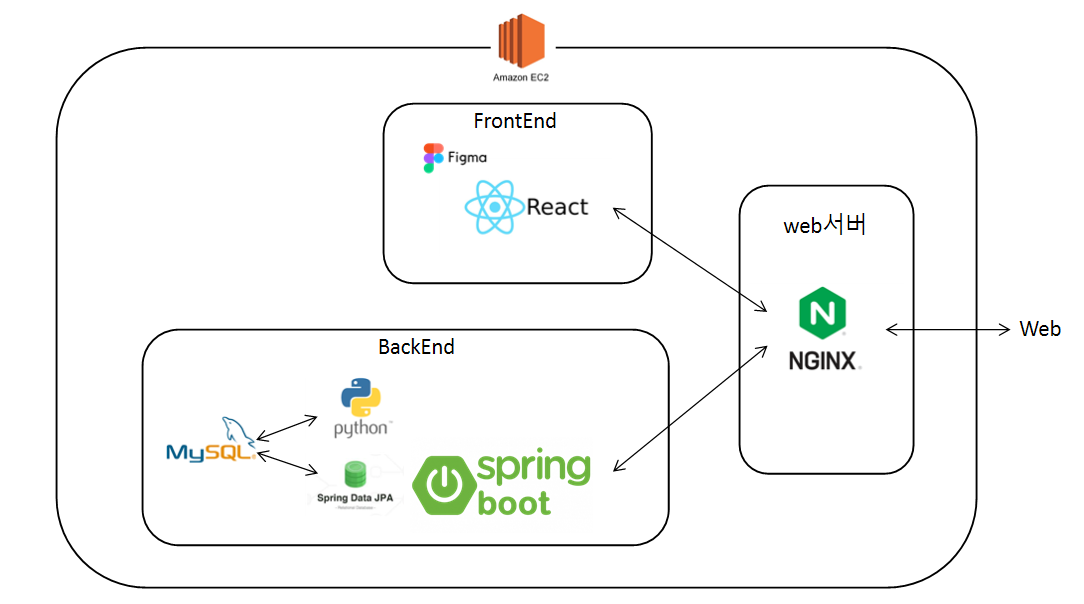 Amazon EC2
FrontEnd
Figma
React
web서버
N
NGINX
Web
BackEnd
python
MySQL
Spring Data JPA
spring
boot